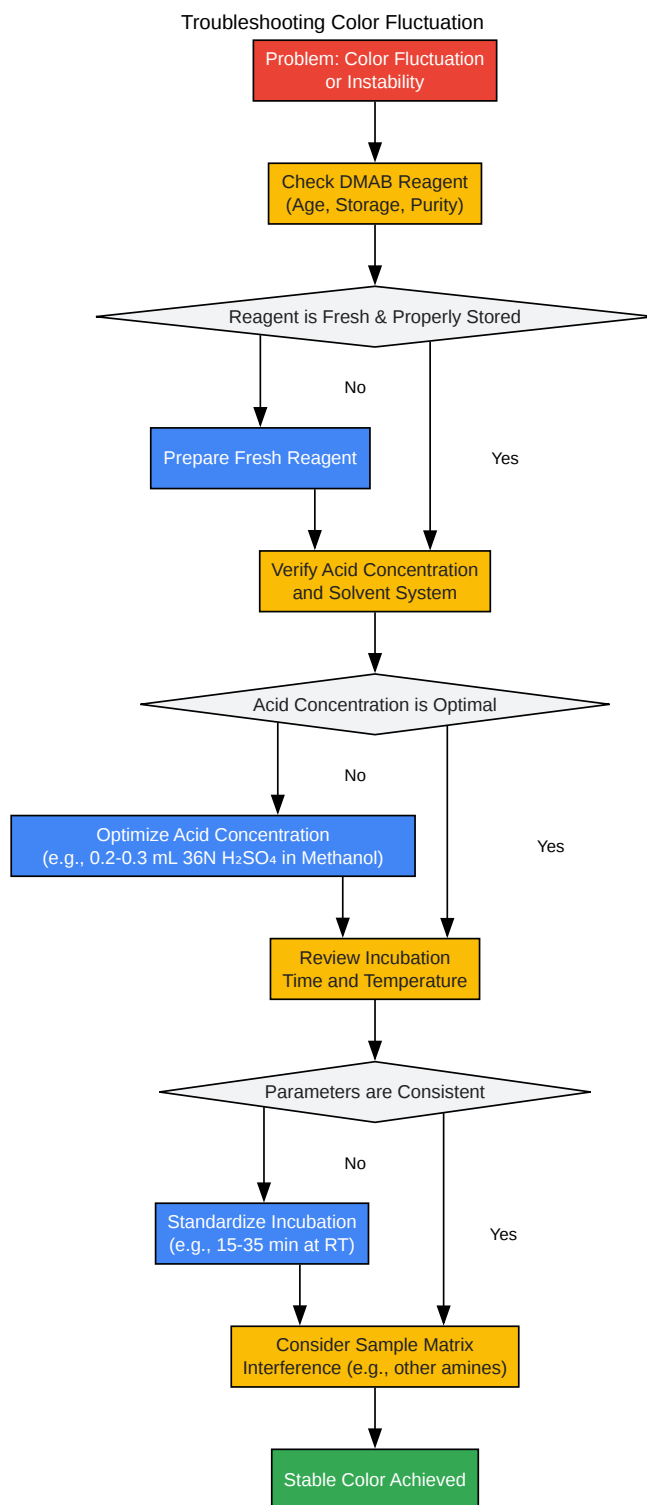 Troubleshooting Color Fluctuation
Problem: Color Fluctuation
or Instability
Check DMAB Reagent
(Age, Storage, Purity)
Reagent is Fresh & Properly Stored
No
Prepare Fresh Reagent
Yes
Verify Acid Concentration
and Solvent System
Acid Concentration is Optimal
No
Optimize Acid Concentration
(e.g., 0.2-0.3 mL 36N H₂SO₄ in Methanol)
Yes
Review Incubation
Time and Temperature
Parameters are Consistent
No
Standardize Incubation
(e.g., 15-35 min at RT)
Yes
Consider Sample Matrix
Interference (e.g., other amines)
Stable Color Achieved